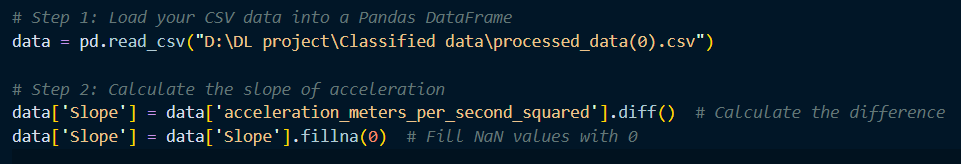 # Step 1: Load your CSV data into a Pandas DataFrame
data = pd.read_csv("D:\DL project\Classified data\processed_data(0).csv")
# Step 2: Calculate the slope of acceleration
data['Slope'] = data['acceleration_meters_per_second_squared'].diff()  # Calculate the difference
data['Slope'] = data['Slope'].fillna(0)  # Fill NaN values with 0